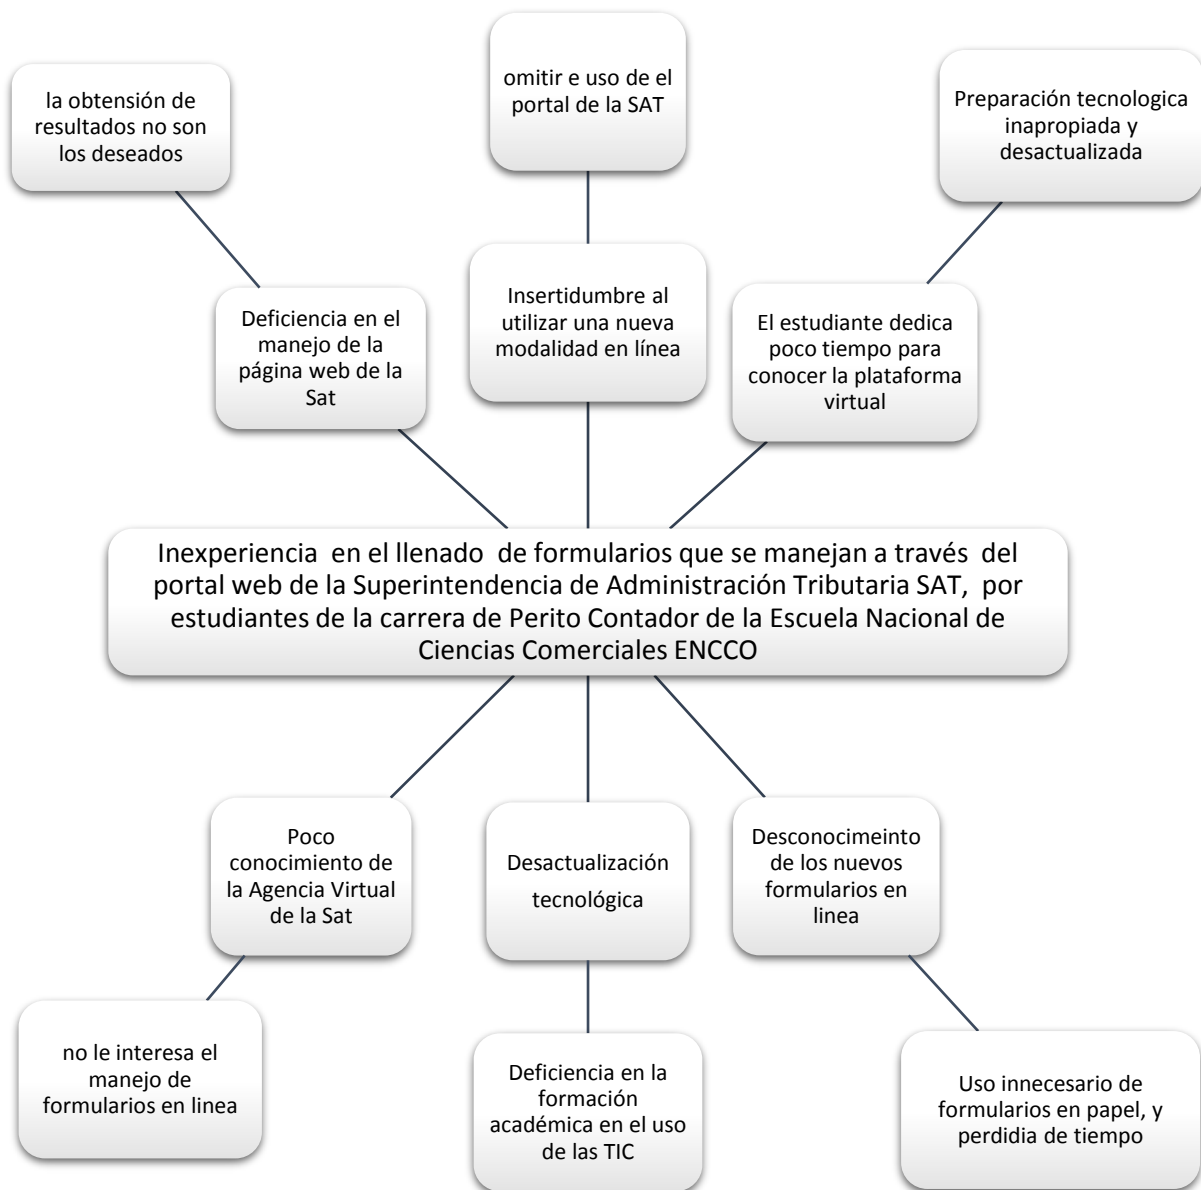 omitir e uso de el
portal de la SAT
la obtensión de
resultados no son
los deseados
Preparación tecnologica
inapropiada y
desactualizada
Deficiencia en el
manejo de la
página web de la
Sat
Insertidumbre al
utilizar una nueva
modalidad en línea
El estudiante dedica
poco tiempo para
conocer la plataforma
virtual
Inexperiencia en el llenado de formularios que se manejan a través del
portal web de la Superintendencia de Administración Tributaria SAT, por
estudiantes de la carrera de Perito Contador de la Escuela Nacional de
Ciencias Comerciales ENCCO
Poco
conocimiento de
la Agencia Virtual
de la Sat
Desactualización
tecnológica
Desconocimeinto
de los nuevos
formularios en
linea
no le interesa el
manejo de
formularios en linea
Deficiencia en la
formación
académica en el uso
de las TIC
Uso innecesario de
formularios en papel, y
perdidia de tiempo